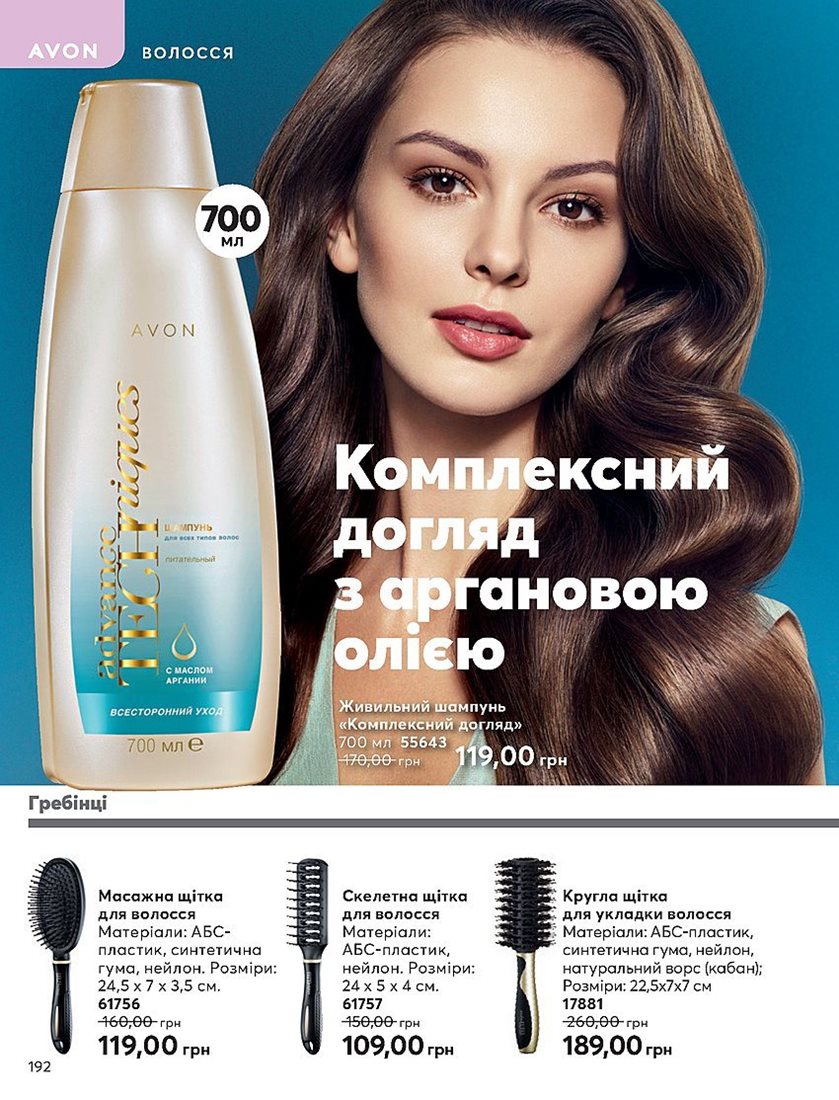 AVON
ВОЛОССЯ
700
МЛ
AVON
advance
TECHniques
ШАМПУНЬ
для всех типов волос
питательный
С МАСЛОМ
АРГАНИИ
ВСЕСТОРОННИЙ УХОД
700 МЛ e
Комплексний
догляд
з аргановою
олією
Живильний шампунь
«Комплексний догляд»
700 мл 55643
170,00 грн 119,00 грн
Гребінці
Масажна щітка
для волосся
Матеріали: АБС-
пластик, синтетична
гума, нейлон. Розміри:
24,5 х 7 х 3,5 см.
61756
160,00 грн
119,00 грн
Скелетна щітка
для волосся
Матеріали:
АБС-пластик,
нейлон. Розміри:
24 х 5 х 4 см.
61757
150,00 грн
109,00 грн
Кругла щітка
для укладки волосся
Матеріали: АБС-пластик,
синтетична гума, нейлон,
натуральний ворс (кабан);
Розміри: 22,5х7х7 см
17881
260,00 грн
189,00 грн
192